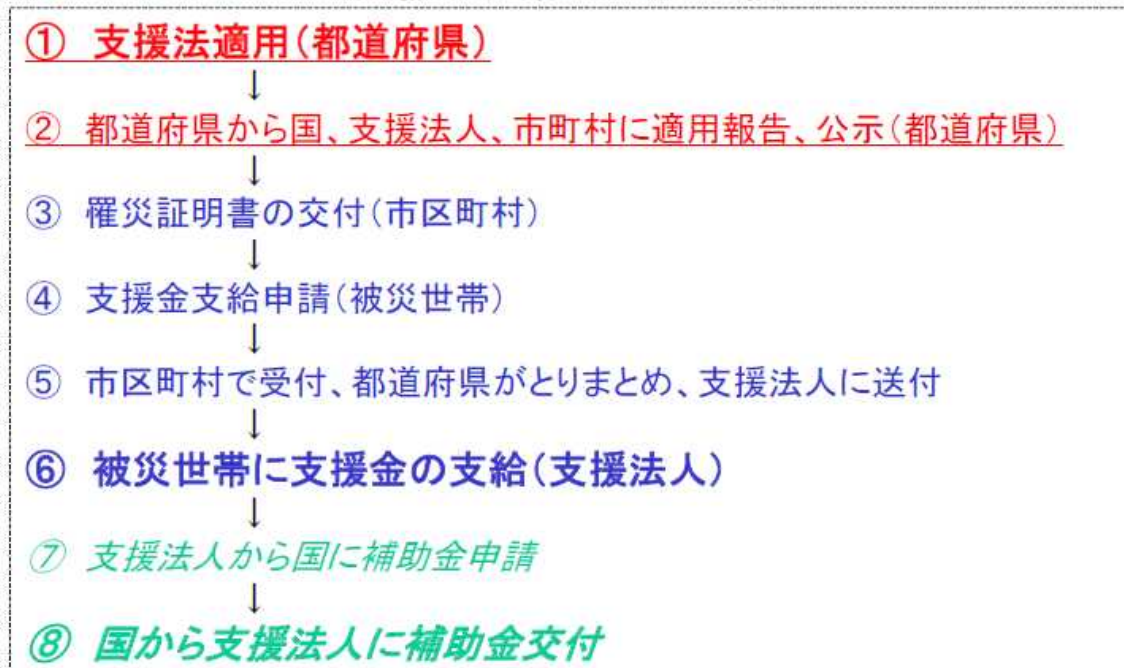 ① 支援法適用(都道府県)
↓
② 都道府県から国、支援法人、市町村に適用報告、公示(都道府県)
↓
③ 罹災証明書の交付(市区町村)
↓
④ 支援金支給申請(被災世帯)
↓
⑤ 市区町村で受付、都道府県がとりまとめ、支援法人に送付
↓
⑥ 被災世帯に支援金の支給(支援法人)
↓
⑦ 支援法人から国に補助金申請
↓
⑧ 国から支援法人に補助金交付